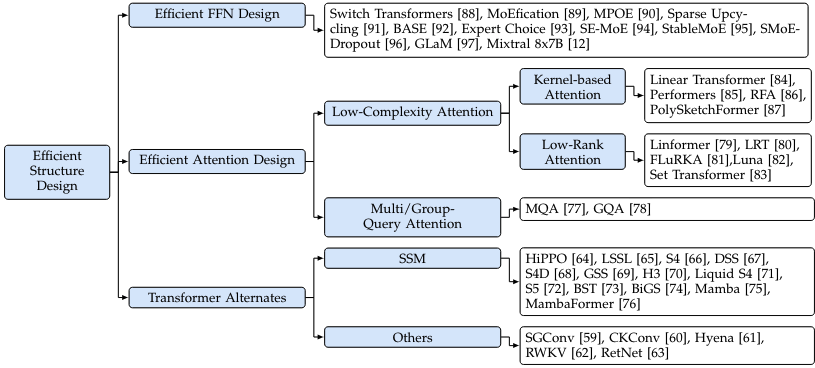 Efficient FFN Design
Switch Transformers [88], MoEfication [89], MPOE [90], Sparse Upcy-
cling [91], BASE [92], Expert Choice [93], SE-MoE [94], StableMoE [95], SMoE-
Dropout [96], GLaM [97], Mixtral 8x7B [12]
Kernel-based
Attention
Linear Transformer [84],
Performers [85], RFA [86],
PolySketchFormer [87]
Low-Complexity Attention
Low-Rank
Attention
Linformer [79], LRT [80],
FLuRKA [81],Luna [82],
Set Transformer [83]
Efficient
Structure
Design
Efficient Attention Design
Multi/Group-
Query Attention
MQA [77], GQA [78]
SSM
HiPPO [64], LSSL [65], S4 [66], DSS [67],
S4D [68], GSS [69], H3 [70], Liquid S4 [71],
S5 [72], BST [73], BiGS [74], Mamba [75],
MambaFormer [76]
Transformer Alternates
Others
SGConv [59], CKConv [60], Hyena [61],
RWKV [62], RetNet [63]